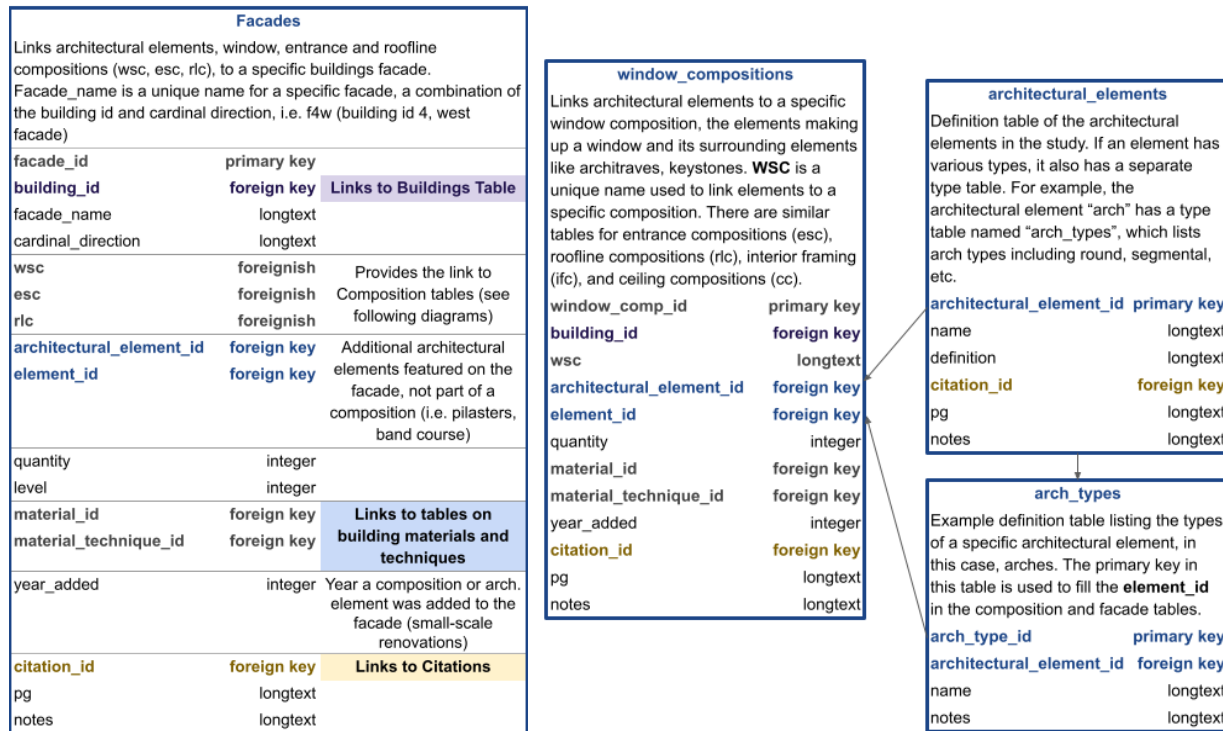 Facades
Links architectural elements, window, entrance and roofline
compositions (wsc, esc, rlc), to a specific buildings facade.
Facade_name is a unique name for a specific facade, a combination of
the building id and cardinal direction, i.e. f4w (building id 4, west
facade)
facade_id primary key
building_id foreign key Links to Buildings Table
facade_name longtext
cardinal_direction longtext
wsc foreignish
esc foreignish
rlc foreignish
Provides the link to
Composition tables (see
following diagrams)
architectural_element_id foreign key
element_id foreign key
Additional architectural
elements featured on the
facade, not part of a
composition (i.e. pilasters,
band course)
quantity integer
level integer
material_id foreign key
material_technique_id foreign key
Links to tables on
building materials and
techniques
year_added integer Year a composition or arch.
element was added to the
facade (small-scale
renovations)
citation_id foreign key Links to Citations
pg longtext
notes longtext
window_compositions
Links architectural elements to a specific
window composition, the elements making
up a window and its surrounding elements
like architraves, keystones. WSC is a
unique name used to link elements to a
specific composition. There are similar
tables for entrance compositions (esc),
roofline compositions (rlc), interior framing
(ifc), and ceiling compositions (cc).
window_comp_id primary key
building_id foreign key
wsc longtext
architectural_element_id foreign key
element_id foreign key
quantity integer
material_id foreign key
material_technique_id foreign key
year_added integer
citation_id foreign key
pg longtext
notes longtext
architectural_elements
Definition table of the architectural
elements in the study. If an element has
various types, it also has a separate
type table. For example, the
architectural element “arch” has a type
table named “arch_types”, which lists
arch types including round, segmental,
etc.
architectural_element_id primary key
name longtext
definition longtext
citation_id foreign key
pg longtext
notes longtext
arch_types
Example definition table listing the types
of a specific architectural element, in
this case, arches. The primary key in
this table is used to fill the element_id
in the composition and facade tables.
arch_type_id primary key
architectural_element_id foreign key
name longtext
notes longtext